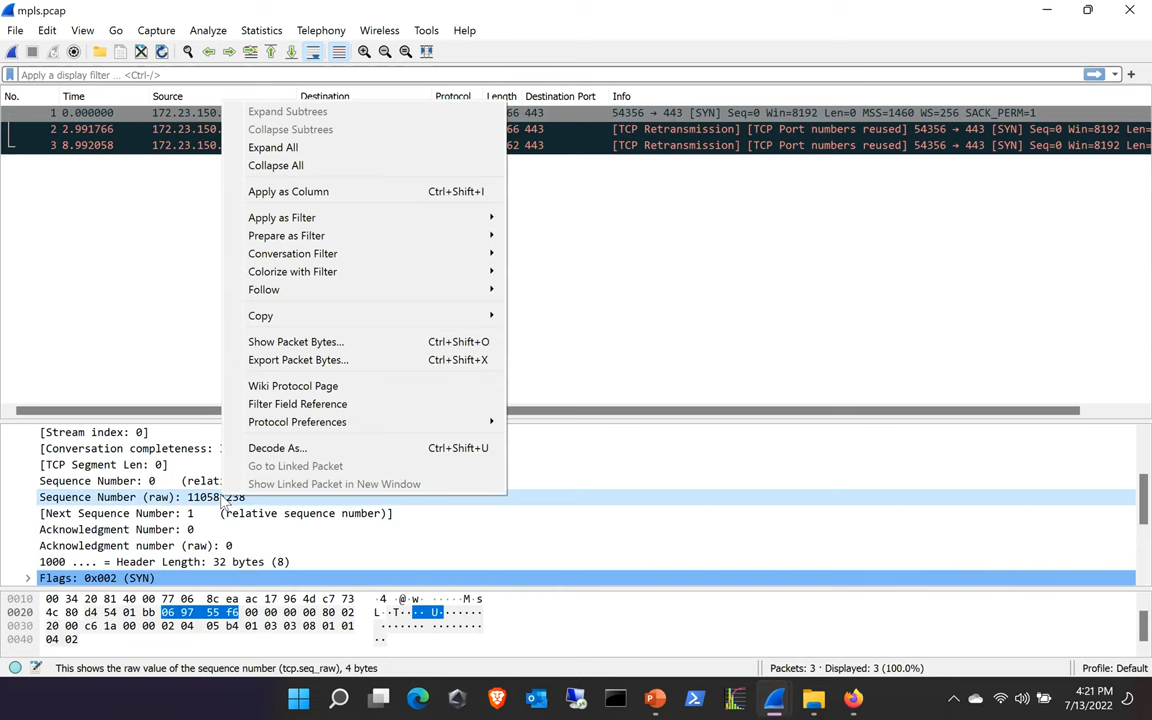 mpls.pcap
File Edit View Go Capture Analyze Statistics Telephony Wireless Tools Help
Apply a display filter ... <Ctrl-/>
No. Time Source Destination Protocol Length Destination Port Info
1 0.000000 172.23.150. 66 443 54356 → 443 [SYN] Seq=0 Win=8192 Len=0 MSS=1460 WS=256 SACK_PERM=1
2 2.991766 172.23.150. 66 443 [TCP Retransmission] [TCP Port numbers reused] 54356 → 443 [SYN] Seq=0 Win=8192 Len=
3 8.992058 172.23.150. 62 443 [TCP Retransmission] [TCP Port numbers reused] 54356 → 443 [SYN] Seq=0 Win=8192 Len=
Expand Subtrees
Collapse Subtrees
Expand All
Collapse All
Apply as Column Ctrl+Shift+I
Apply as Filter
Prepare as Filter
Conversation Filter
Colorize with Filter
Follow
Copy
Show Packet Bytes... Ctrl+Shift+O
Export Packet Bytes... Ctrl+Shift+X
Wiki Protocol Page
Filter Field Reference
Protocol Preferences
Decode As... Ctrl+Shift+U
Go to Linked Packet
Show Linked Packet in New Window
[Stream index: 0]
[Conversation completeness:
[TCP Segment Len: 0]
Sequence Number: 0 (relati
Sequence Number (raw):
[Next Sequence Number: 1 (relative sequence number)]
Acknowledgment Number: 0
Acknowledgment number (raw): 0
1000 .... = Header Length: 32 bytes (8)
Flags: 0x002 (SYN)
0010 00 34 20 81 40 00 77 06 8c ea ac 17 96 4d c7 73 ·4 ·@·w· ·····M·s
0020 4c 80 d4 54 01 bb 06 97 55 f6 00 00 00 00 80 02 L··T···· U·······
0030 20 00 c6 1a 00 00 02 04 05 b4 01 03 03 08 01 01 ······· ········
0040 04 02 ··
This shows the raw value of the sequence number (tcp.seq_raw), 4 bytes
Packets: 3 · Displayed: 3 (100.0%)
Profile: Default
4:21 PM
7/13/2022